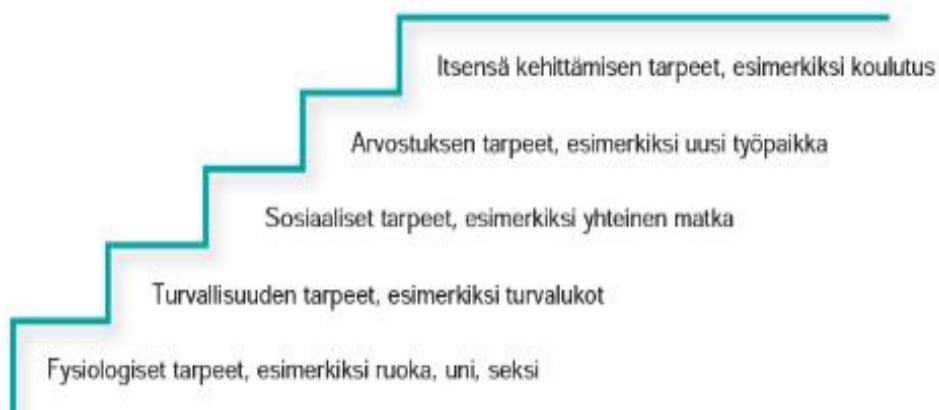 Itsensä kehittämisen tarpeet, esimerkiksi koulutus
Arvostuksen tarpeet, esimerkiksi uusi työpaikka
Sosiaaliset tarpeet, esimerkiksi yhteinen matka
Turvallisuuden tarpeet, esimerkiksi turvalukot
Fysiologiset tarpeet, esimerkiksi ruoka, uni, seksi